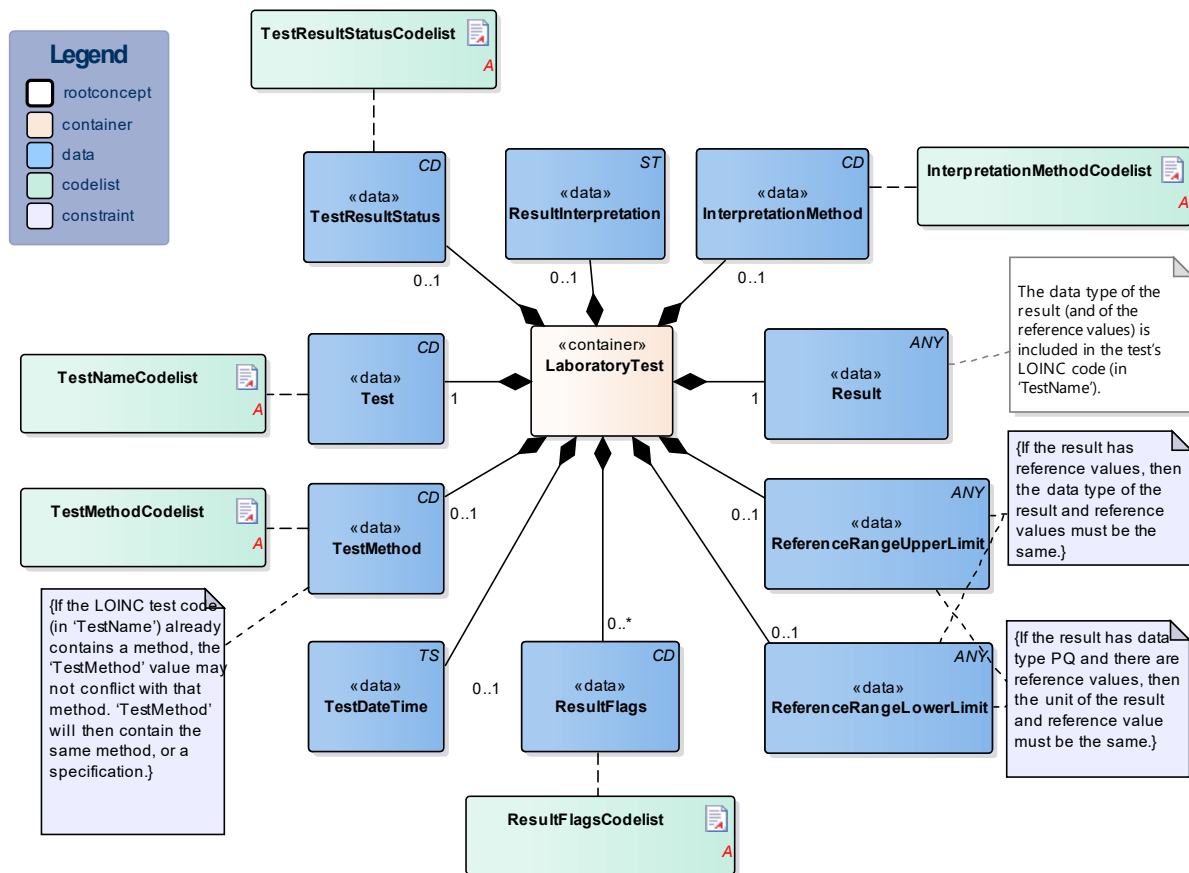 TestResultStatusCodelist
A
Legend
rootconcept
container
data
codelist
constraint
CD
«data»
TestResultStatus
0..1
ST
«data»
ResultInterpretation
0..1
CD
«data»
InterpretationMethod
0..1
InterpretationMethodCodelist
A
The data type of the
result (and of the
reference values) is
included in the test's
LOINC code (in
‘TestName’).
«container»
LaboratoryTest
TestNameCodelist
A
CD
«data»
Test
1
ANY
«data»
Result
1
{If the result has
reference values, then
the data type of the
result and reference
values must be the
same.}
TestMethodCodelist
A
CD
«data»
TestMethod
0..1
ANY
«data»
ReferenceRangeUpperLimit
0..1
{If the LOINC test code
(in ‘TestName’) already
contains a method, the
‘TestMethod’ value may
not conflict with that
method. ‘TestMethod’
will then contain the
same method, or a
specification.}
TS
«data»
TestDateTime
0..1
0..*
CD
«data»
ResultFlags
0..1
ANY
«data»
ReferenceRangeLowerLimit
{If the result has data
type PQ and there are
reference values, then
the unit of the result
and reference value
must be the same.}
ResultFlagsCodelist
A